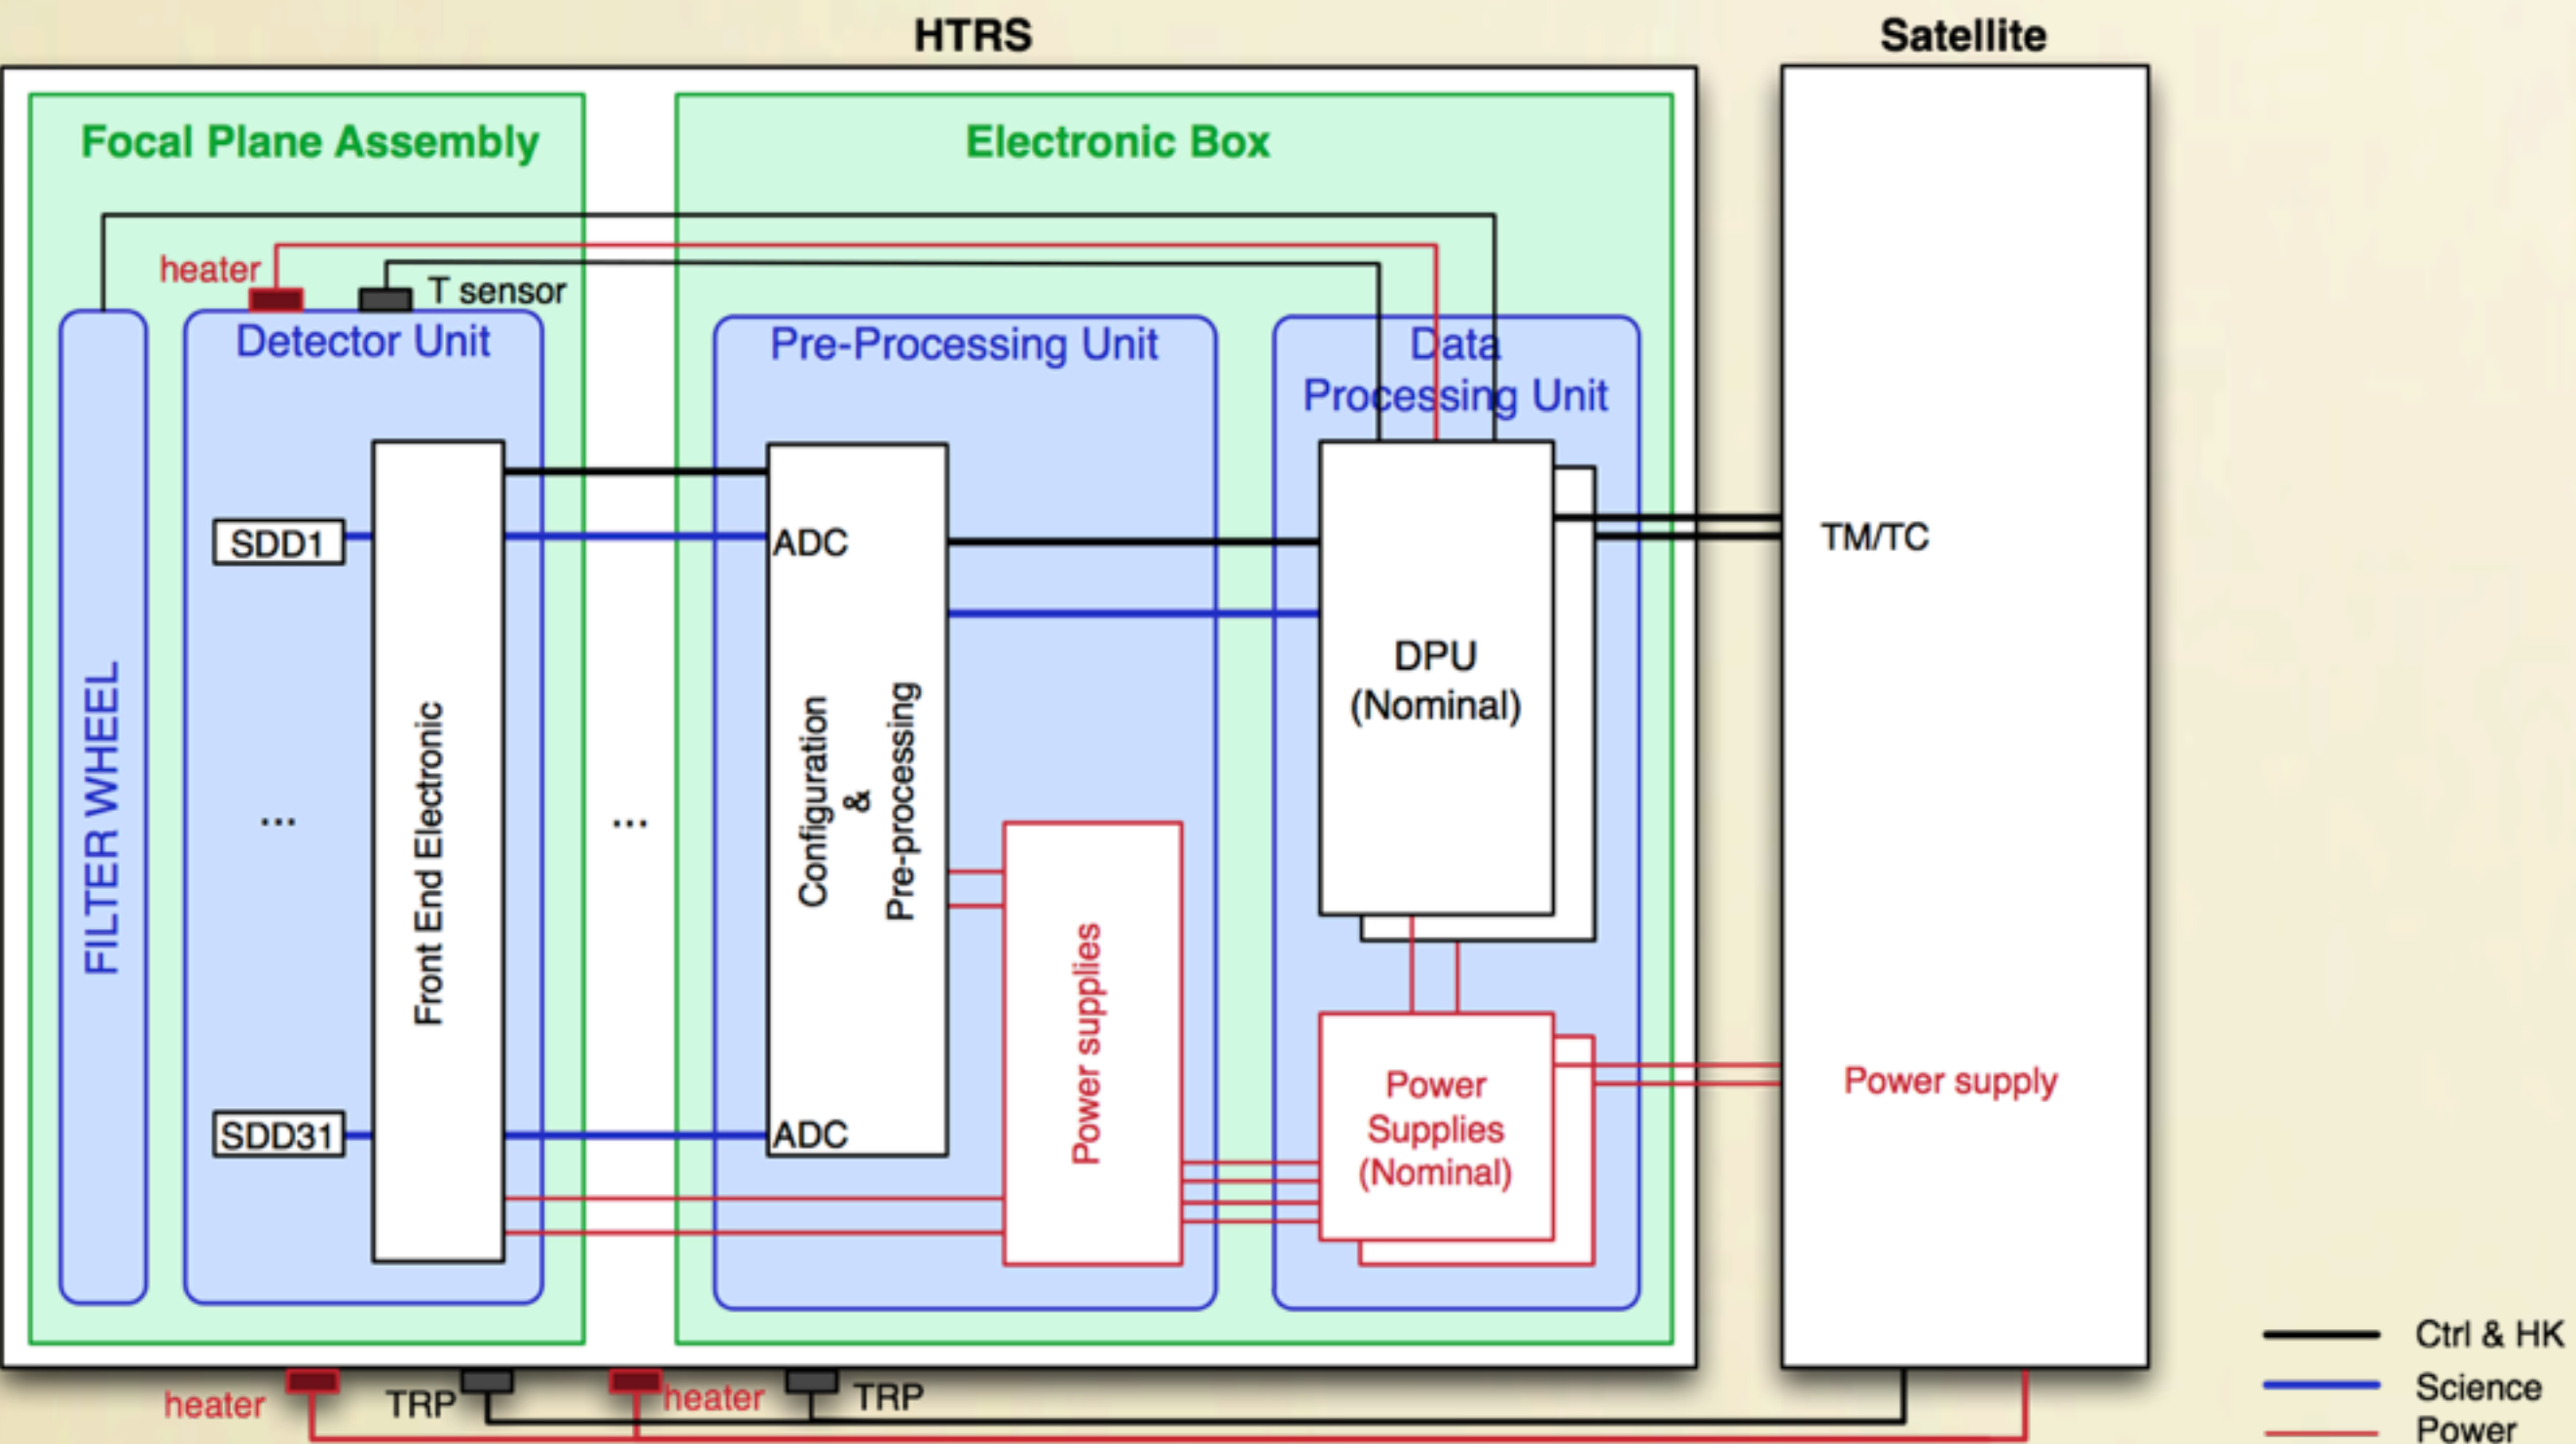 HTRS
Satellite
Focal Plane Assembly
Electronic Box
heater
T sensor
Detector Unit
Pre-Processing Unit
Data
Processing Unit
FILTER WHEEL
SDD1
...
SDD31
Front End Electronic
...
ADC
Configuration
&
Pre-processing
ADC
Power supplies
DPU
(Nominal)
Power
Supplies
(Nominal)
TM/TC
Power supply
heater
TRP
heater
TRP
Ctrl & HK
Science
Power